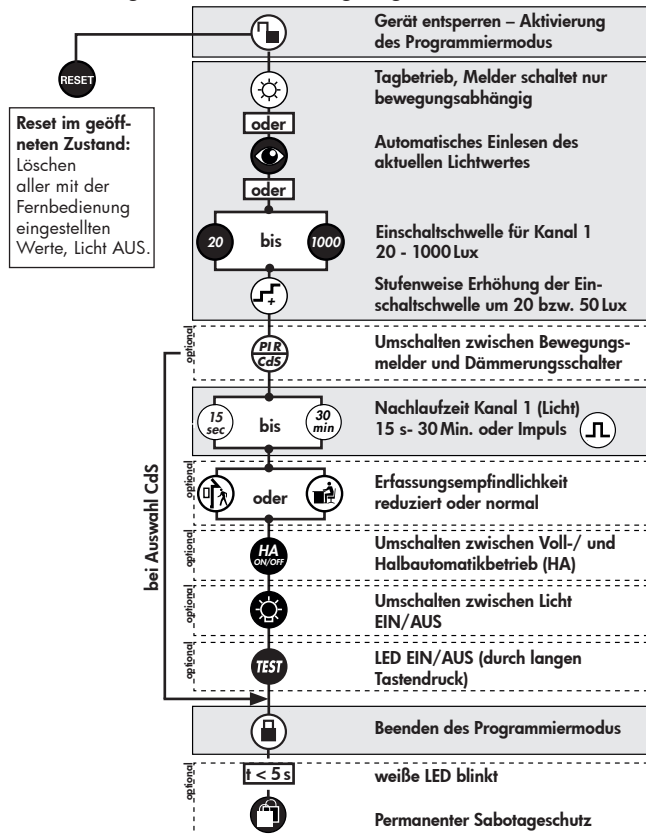 Gerät entsperren – Aktivierung
des Programmiermodus
RESET
Reset im geöff-
neten Zustand:
Löschen
aller mit der
Fernbedienung
eingestellten
Werte, Licht AUS.
Tagbetrieb, Melder schaltet nur
bewegungsabhängig
oder
Automatisches Einlesen des
aktuellen Lichtwertes
oder
20 bis 1000
Einschaltschwelle für Kanal 1
20 - 1000 Lux
Stufenweise Erhöhung der Ein-
schaltschwelle um 20 bzw. 50 Lux
optional
PIR
CdS
Umschalten zwischen Bewegungs-
melder und Dämmerungsschalter
bei Auswahl CdS
15
sec
bis
30
min
Nachlaufzeit Kanal 1 (Licht)
15 s- 30 Min. oder Impuls
optional
oder
Erfassungsempfindlichkeit
reduziert oder normal
optional
HA
ON/OFF
Umschalten zwischen Voll-/ und
Halbautomatikbetrieb (HA)
optional
Umschalten zwischen Licht
EIN/AUS
optional
TEST
LED EIN/AUS (durch langen
Tastendruck)
Beenden des Programmiermodus
optional
t < 5 s
weiße LED blinkt
Permanenter Sabotageschutz